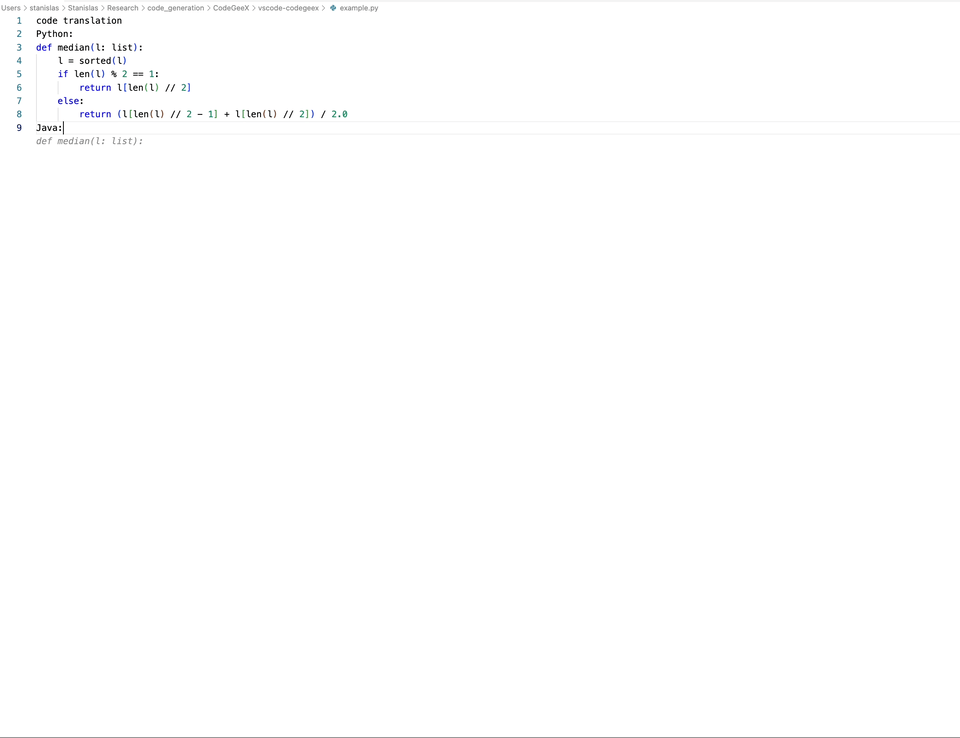 Users > stanislas > Stanislas > Research > code_generation > CodeGeeX > vscode-codegeex > example.py
1 code translation
2 Python:
3 def median(l: list):
4     l = sorted(l)
5     if len(l) % 2 == 1:
6         return l[len(l) // 2]
7     else:
8         return (l[len(l) // 2 - 1] + l[len(l) // 2]) / 2.0
9 Java:
def median(l: list):